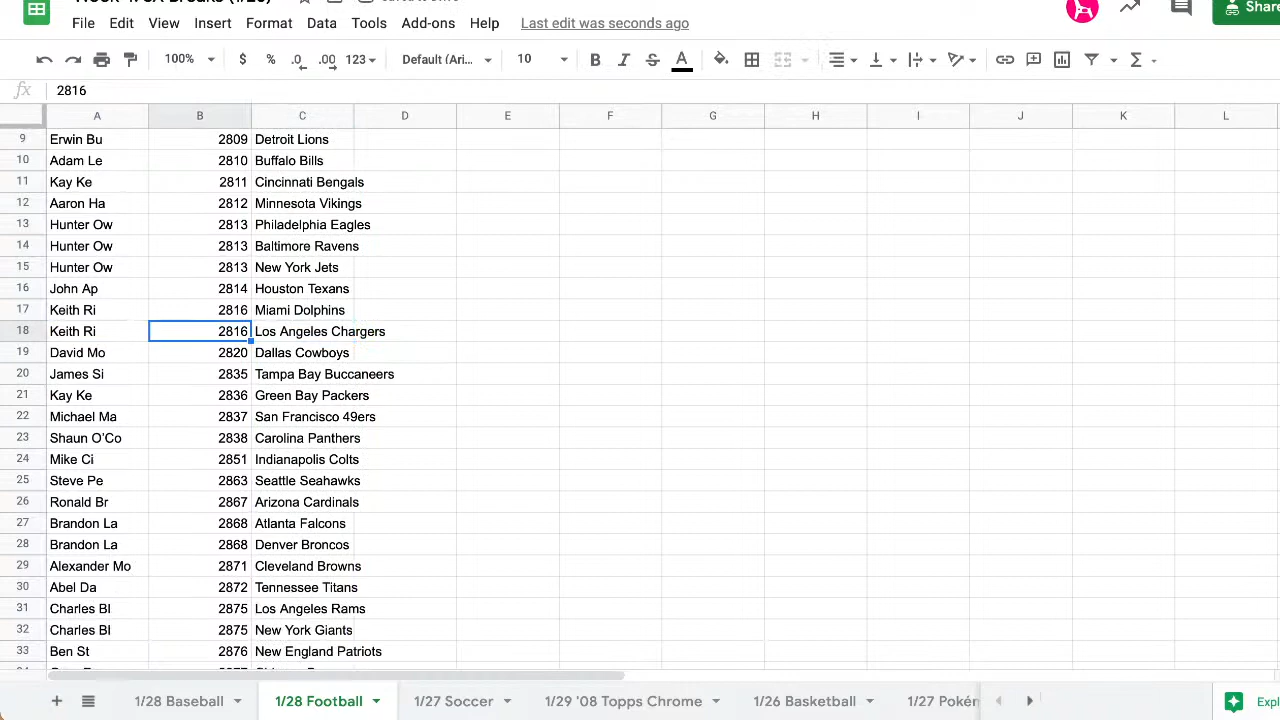 File Edit View Insert Format Data Tools Add-ons Help Last edit was seconds ago
Share
100% $ % .0 .00 123 Default (Ari... 10 B I S A Σ
fx 2816
A B C D E F G H I J K L
9 Erwin Bu 2809 Detroit Lions
10 Adam Le 2810 Buffalo Bills
11 Kay Ke 2811 Cincinnati Bengals
12 Aaron Ha 2812 Minnesota Vikings
13 Hunter Ow 2813 Philadelphia Eagles
14 Hunter Ow 2813 Baltimore Ravens
15 Hunter Ow 2813 New York Jets
16 John Ap 2814 Houston Texans
17 Keith Ri 2816 Miami Dolphins
18 Keith Ri 2816 Los Angeles Chargers
19 David Mo 2820 Dallas Cowboys
20 James Si 2835 Tampa Bay Buccaneers
21 Kay Ke 2836 Green Bay Packers
22 Michael Ma 2837 San Francisco 49ers
23 Shaun O'Co 2838 Carolina Panthers
24 Mike Ci 2851 Indianapolis Colts
25 Steve Pe 2863 Seattle Seahawks
26 Ronald Br 2867 Arizona Cardinals
27 Brandon La 2868 Atlanta Falcons
28 Brandon La 2868 Denver Broncos
29 Alexander Mo 2871 Cleveland Browns
30 Abel Da 2872 Tennessee Titans
31 Charles Bl 2875 Los Angeles Rams
32 Charles Bl 2875 New York Giants
33 Ben St 2876 New England Patriots
+ 1/28 Baseball 1/28 Football 1/27 Soccer 1/29 '08 Topps Chrome 1/26 Basketball 1/27 Pokén Expl